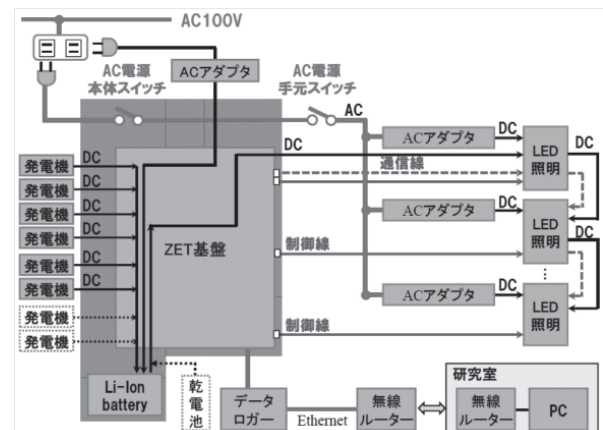 AC100V
ACアダプタ
AC電源
本体スイッチ
AC電源
手元スイッチ
AC
DC
発電機
DC
発電機
DC
発電機
DC
発電機
DC
発電機
DC
発電機
発電機
発電機
ZET基盤
DC
通信線
制御線
制御線
ACアダプタ
DC
LED
照明
DC
ACアダプタ
DC
LED
照明
DC
⋮
ACアダプタ
DC
LED
照明
Li-Ion
battery
乾
電
池
データ
ロガー
Ethernet
無線
ルーター
研究室
無線
ルーター
PC